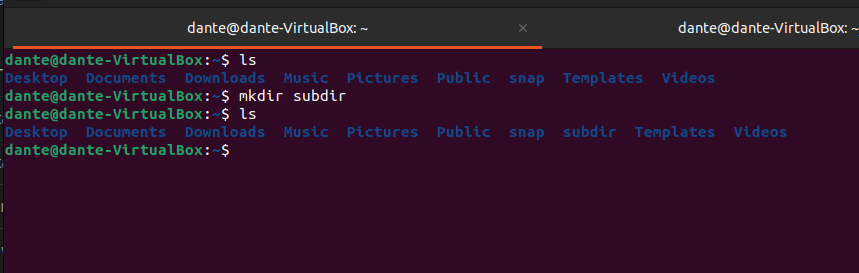 dante@dante-VirtualBox: ~ × dante@dante-VirtualBox: ~
dante@dante-VirtualBox:~$ ls
Desktop Documents Downloads Music Pictures Public snap Templates Videos
dante@dante-VirtualBox:~$ mkdir subdir
dante@dante-VirtualBox:~$ ls
Desktop Documents Downloads Music Pictures Public snap subdir Templates Videos
dante@dante-VirtualBox:~$